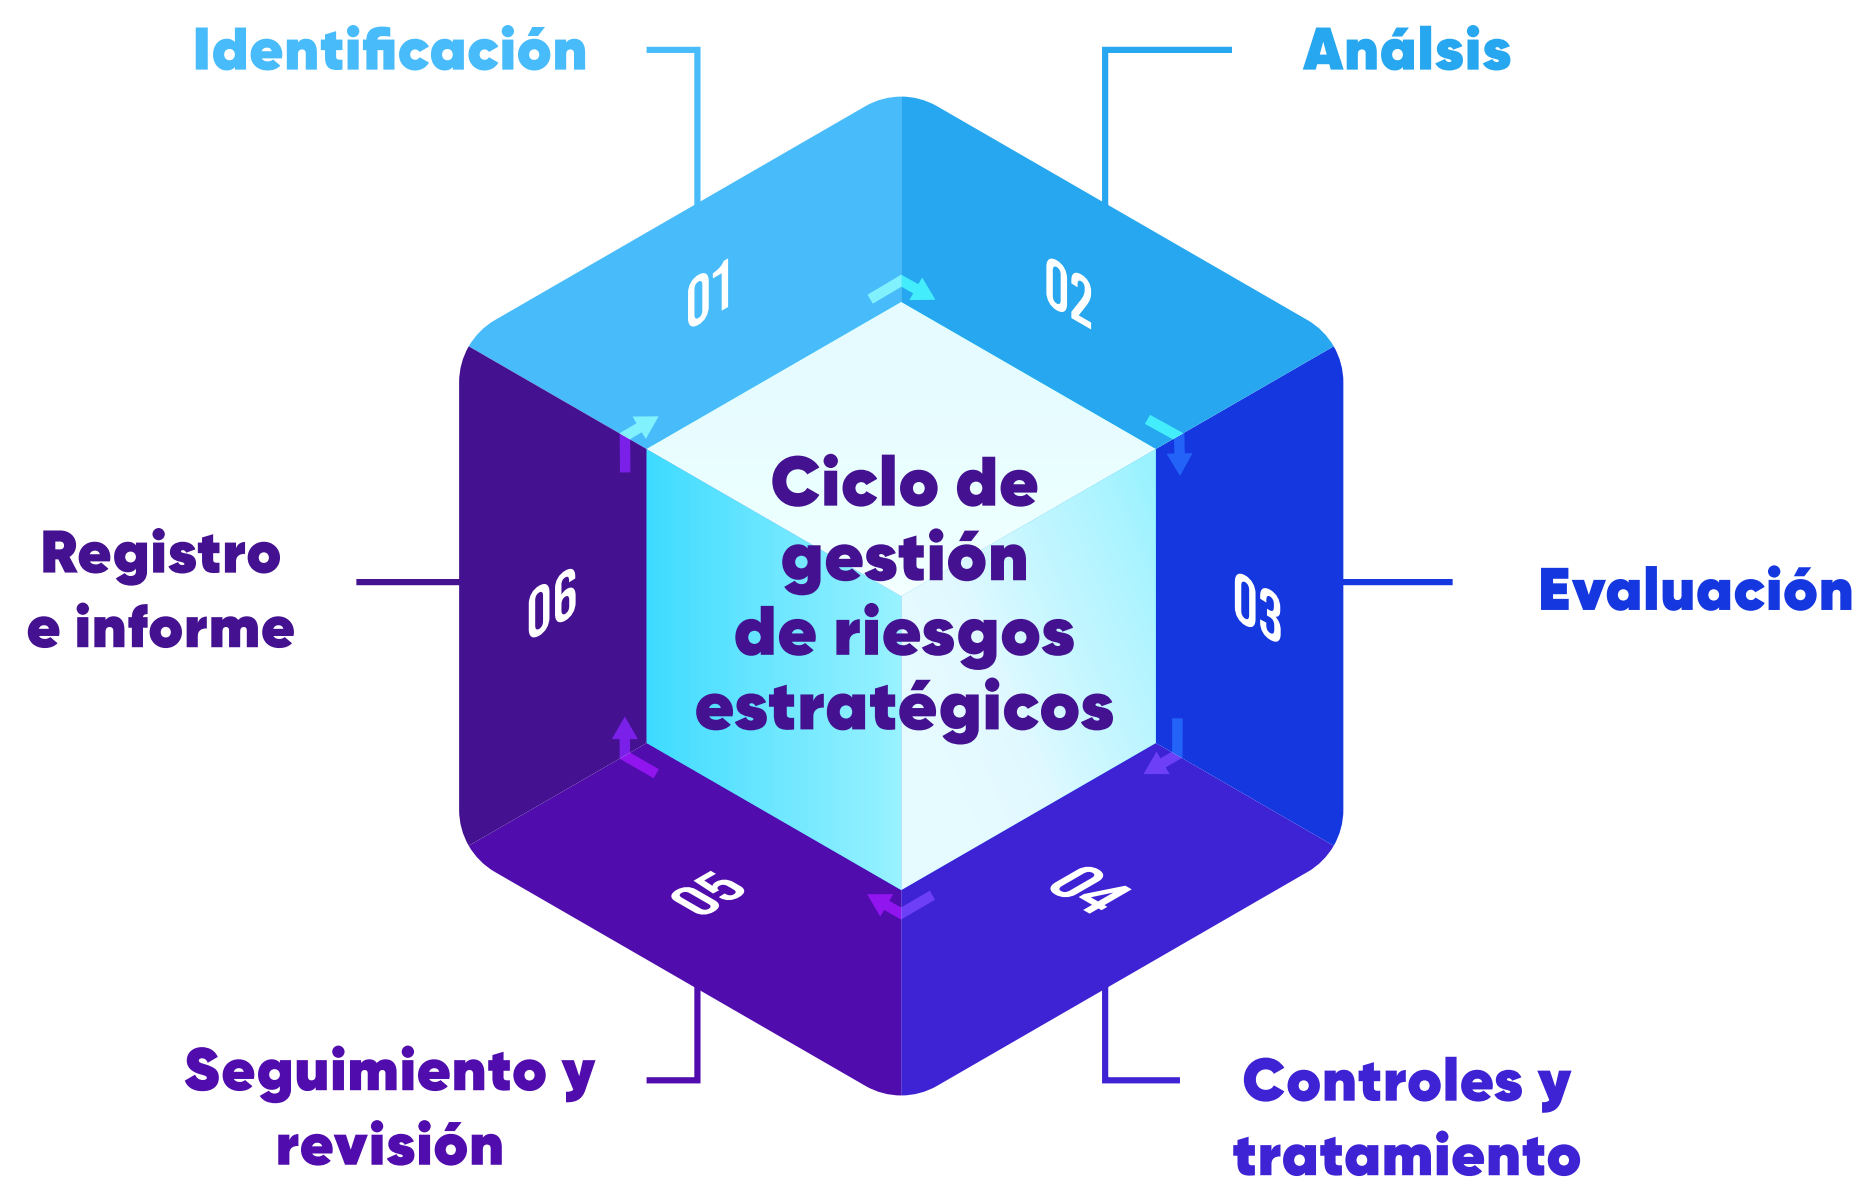 Identificación
Análsis
01
02
Ciclo de
gestión
de riesgos
estratégicos
Registro
e informe
06
03
Evaluación
05
04
Seguimiento y
revisión
Controles y
tratamiento